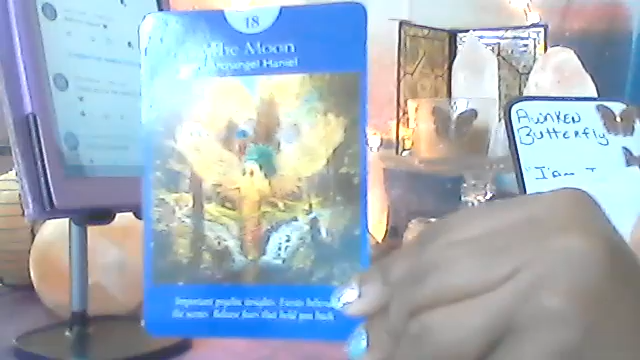 18
The Moon
Archangel Haniel
Important psychic insights. Events behind
the scenes. Release fears that hold you back
AWAKEN
Butterfly
"I am I